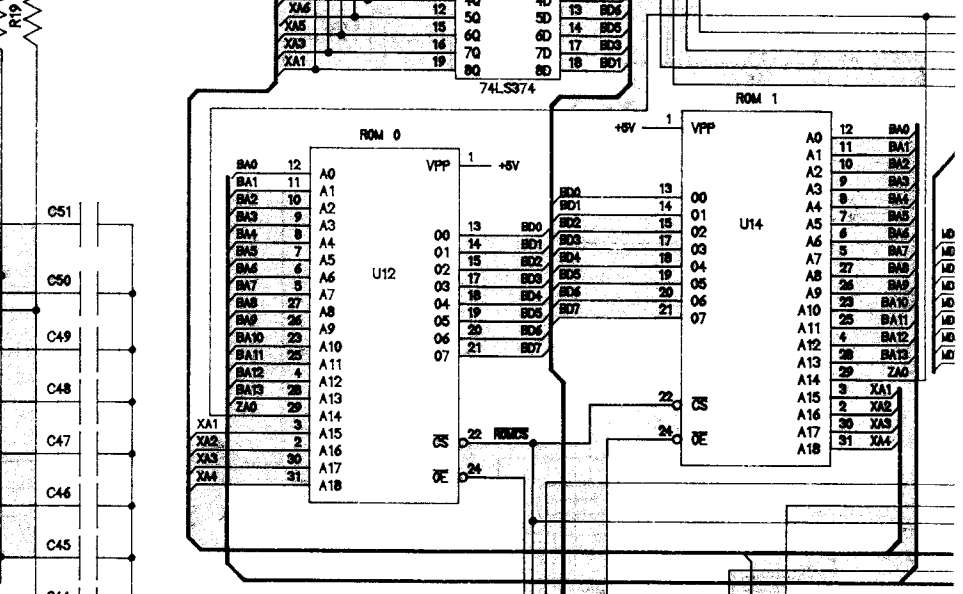 R19
XA6 12 5Q 5D 13 BD6
XA5 15 6Q 6D 14 BD5
XA3 16 7Q 7D 17 BD3
XA1 19 8Q 8D 18 BD1
74LS374
ROM 0
VPP 1 +5V
BA0 12 A0
BA1 11 A1
BA2 10 A2
BA3 9 A3
BA4 8 A4
BA5 7 A5
BA6 6 A6
BA7 5 A7
BA8 27 A8
BA9 26 A9
BA10 23 A10
BA11 25 A11
BA12 4 A12
BA13 28 A13
ZA0 29 A14
XA1 3 A15
XA2 2 A16
XA3 30 A17
XA4 31 A18
U12
O0 13 BD0
O1 14 BD1
O2 15 BD2
O3 17 BD3
O4 18 BD4
O5 19 BD5
O6 20 BD6
O7 21 BD7
CS 22 ROMCS
OE 24
ROM 1
+5V 1 VPP
BD0 13 O0
BD1 14 O1
BD2 15 O2
BD3 17 O3
BD4 18 O4
BD5 19 O5
BD6 20 O6
BD7 21 O7
22 CS
24 OE
U14
A0 12 BA0
A1 11 BA1
A2 10 BA2
A3 9 BA3
A4 8 BA4
A5 7 BA5
A6 6 BA6
A7 5 BA7
A8 27 BA8
A9 26 BA9
A10 23 BA10
A11 25 BA11
A12 4 BA12
A13 28 BA13
A14 29 ZA0
A15 3 XA1
A16 2 XA2
A17 30 XA3
A18 31 XA4
C51
C50
C49
C48
C47
C46
C45